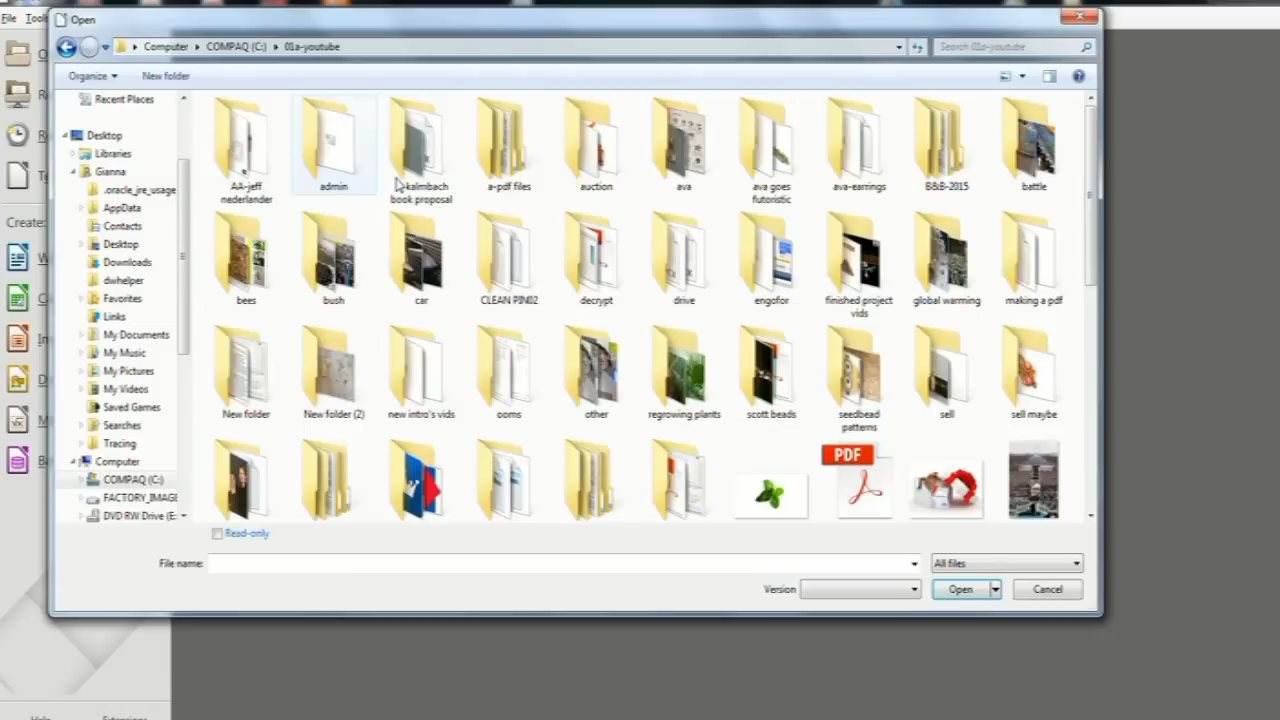 File Tools
Open
Computer COMPAQ (C:) 01a-youtube
Search 01a-youtube
Organize New folder
Recent Places
Desktop
Libraries
Gianna
.oracle_jre_usage
AppData
Contacts
Desktop
Downloads
dwhelper
Favorites
Links
My Documents
My Music
My Pictures
My Videos
Saved Games
Searches
Tracing
Computer
COMPAQ (C:)
FACTORY_IMAGE
DVD RW Drive (E:
Create:
AA-jeff nederlander
admin
kalmbach book proposal
a-pdf files
auction
ava
ava goes futoristic
ava-earrings
B&B-2015
battle
bees
bush
car
CLEAN PIN02
decrypt
drive
engofor
finished project vids
global warming
making a pdf
New folder
New folder (2)
new intro's vids
ooms
other
regrowing plants
scott beads
seedbead patterns
sell
sell maybe
PDF
Read-only
File name:
All files
Version
Open
Cancel
Help
Extensions